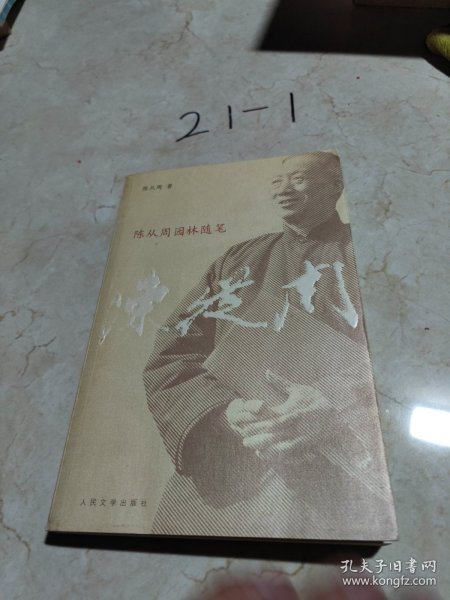 21-1
陈从周 著
陈从周园林随笔
陈從周
人民文学出版社
孔夫子旧书网
www.kongfz.com